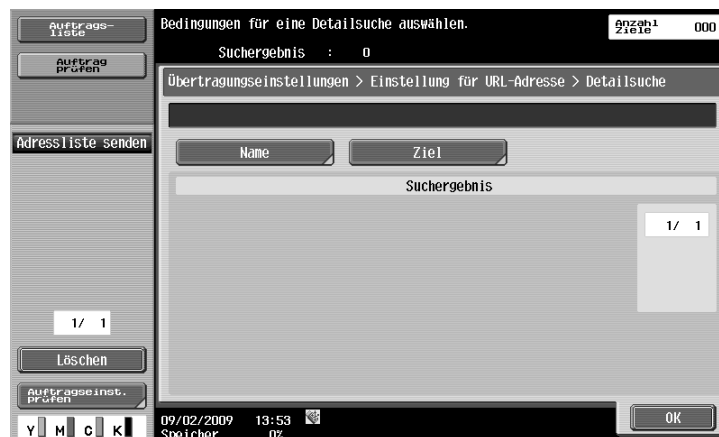 Auftrags-
liste
Bedingungen für eine Detailsuche auswählen.
Anzahl
Ziele
000
Suchergebnis : 0
Auftrag
prüfen
Übertragungseinstellungen > Einstellung für URL-Adresse > Detailsuche
Adressliste senden
Name
Ziel
Suchergebnis
1/ 1
1/ 1
Löschen
Auftragseinst.
prüfen
Y M C K
09/02/2009 13:53
Speicher 0%
OK